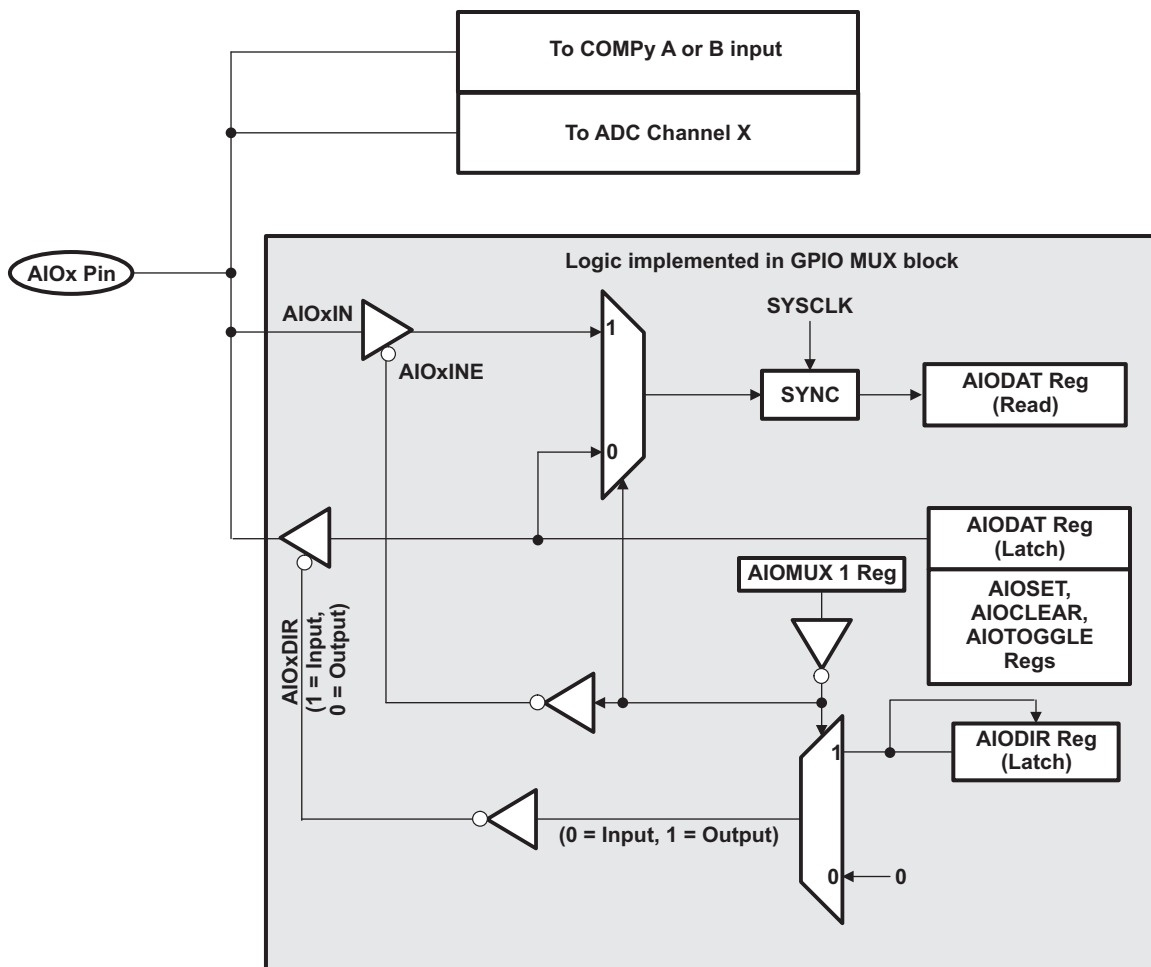 To COMPy A or B input
To ADC Channel X
AIOx Pin
Logic implemented in GPIO MUX block
AIOxIN
1
SYSCLK
AIOxINE
SYNC
AIODAT Reg
(Read)
0
AIODAT Reg
(Latch)
AIOMUX 1 Reg
AIOSET,
AIOCLEAR,
AIOTOGGLE
Regs
AIOxDIR
(1 = Input,
0 = Output)
1
AIODIR Reg
(Latch)
(0 = Input, 1 = Output)
0
0